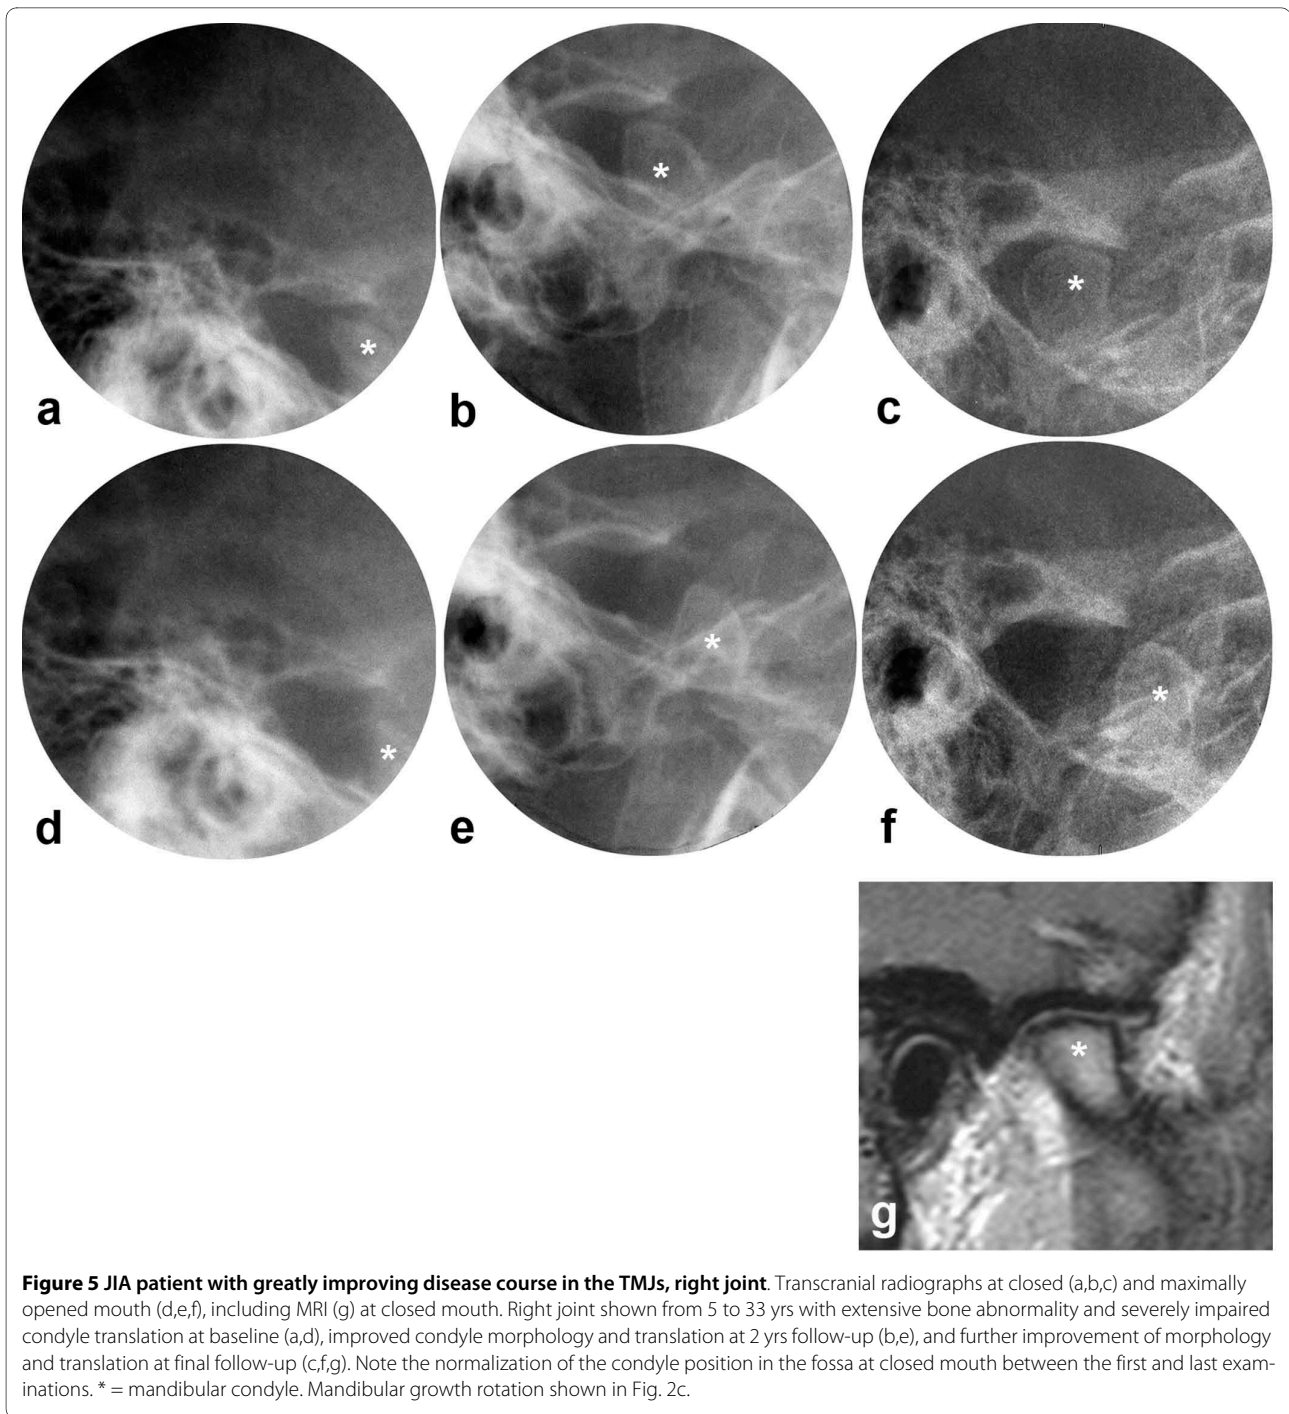 *
*
*
a
b
c
*
*
*
d
e
f
*
g
Figure 5 JIA patient with greatly improving disease course in the TMJs, right joint. Transcranial radiographs at closed (a,b,c) and maximally
opened mouth (d,e,f), including MRI (g) at closed mouth. Right joint shown from 5 to 33 yrs with extensive bone abnormality and severely impaired
condyle translation at baseline (a,d), improved condyle morphology and translation at 2 yrs follow-up (b,e), and further improvement of morphology
and translation at final follow-up (c,f,g). Note the normalization of the condyle position in the fossa at closed mouth between the first and last exam-
inations. * = mandibular condyle. Mandibular growth rotation shown in Fig. 2c.